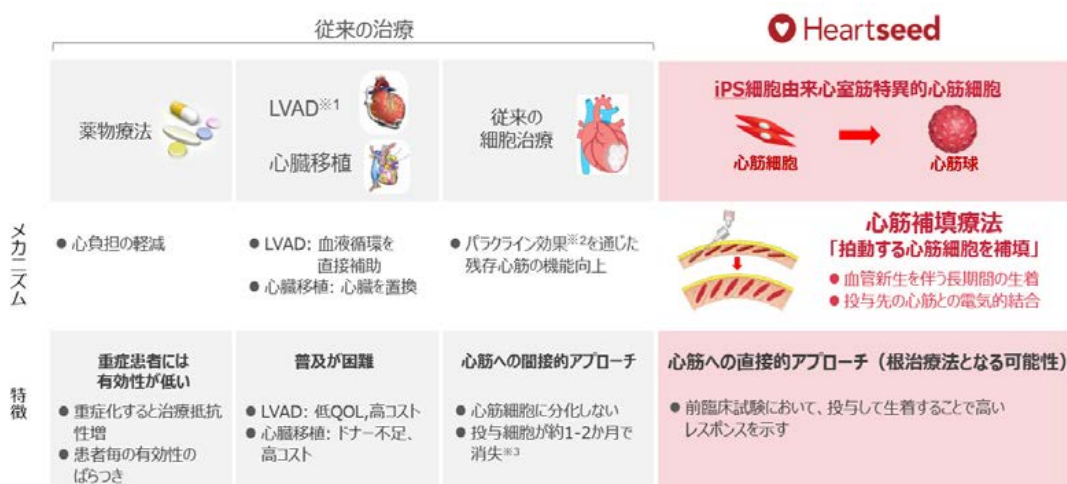 従来の治療
Heartseed
薬物療法
LVAD※1
心臓移植
従来の
細胞治療
iPS細胞由来心室筋特異的心筋細胞
心筋細胞
心筋球
メカニズム
● 心負担の軽減
● LVAD: 血液循環を
直接補助
● 心臓移植: 心臓を置換
● パラクライン効果※2を通じた
残存心筋の機能向上
心筋補填療法
「拍動する心筋細胞を補填」
● 血管新生を伴う長期間の生着
● 投与先の心筋との電気的結合
特徴
重症患者には
有効性が低い
● 重症化すると治療抵抗
性増
● 患者毎の有効性の
ばらつき
普及が困難
● LVAD: 低QOL,高コスト
● 心臓移植: ドナー不足、
高コスト
心筋への間接的アプローチ
● 心筋細胞に分化しない
● 投与細胞が約1-2か月で
消失※3
心筋への直接的アプローチ（根治療法となる可能性）
● 前臨床試験において、投与して生着することで高い
レスポンスを示す